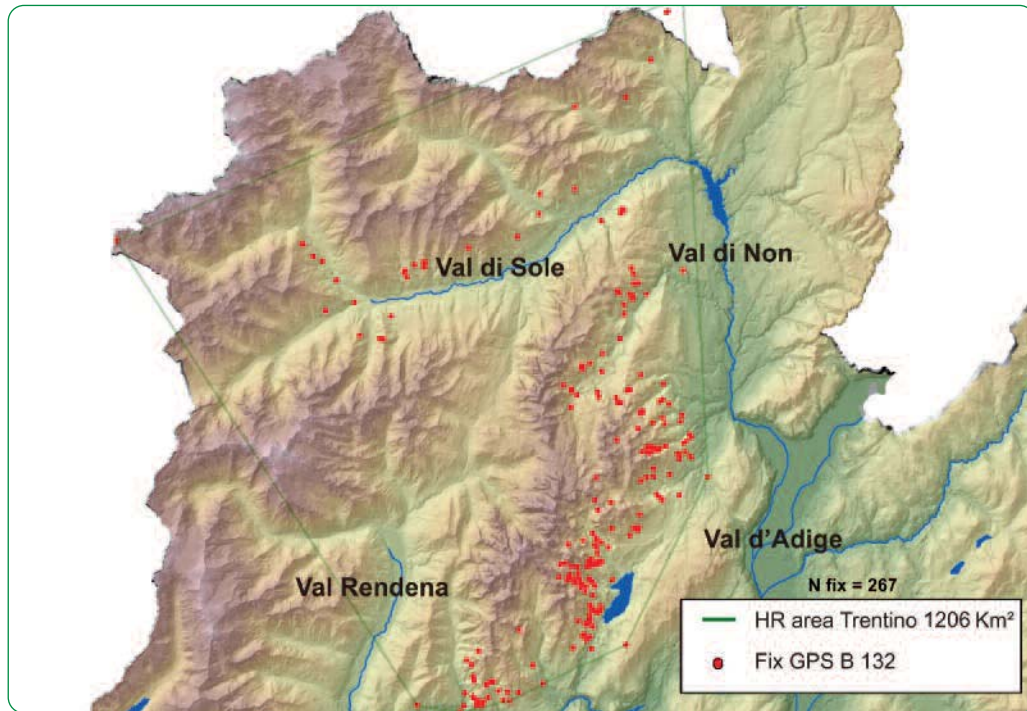 Val di Non
Val di Sole
Val d'Adige
Val Rendena
N fix = 267
HR area Trentino 1206 Km²
Fix GPS B 132